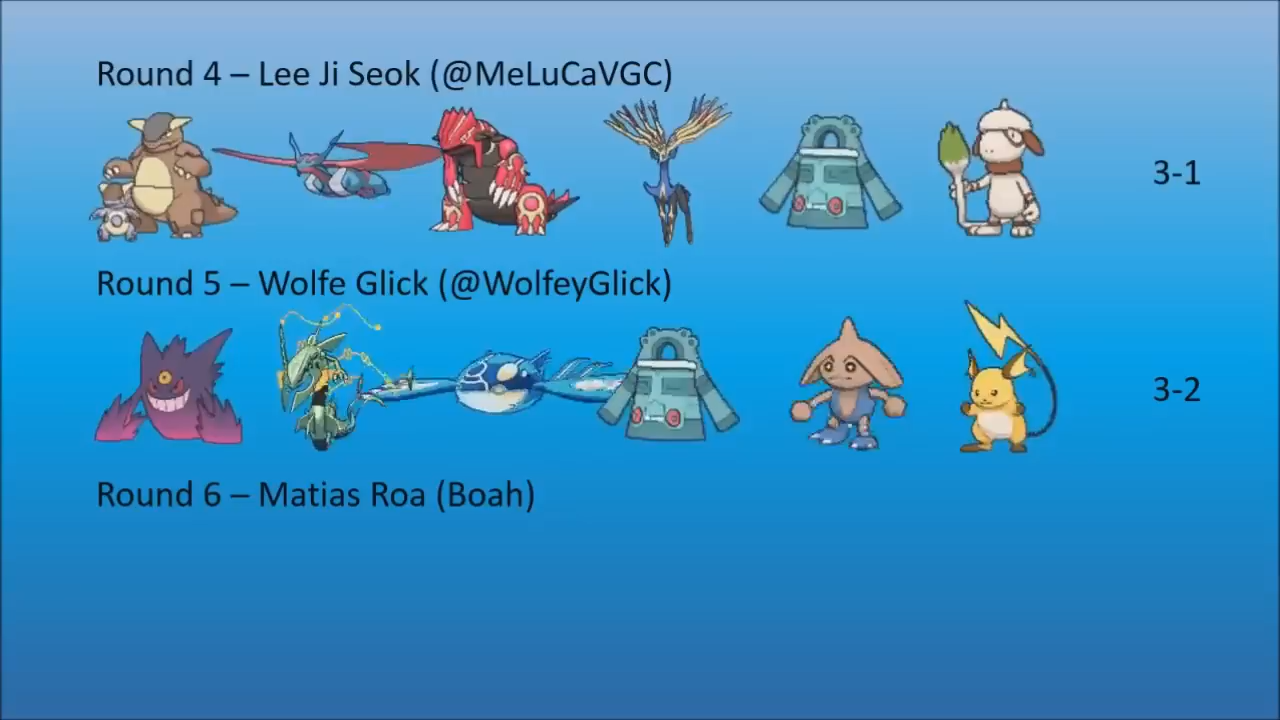 Round 4 – Lee Ji Seok (@MeLuCaVGC)
3-1
Round 5 – Wolfe Glick (@WolfeyGlick)
3-2
Round 6 – Matias Roa (Boah)